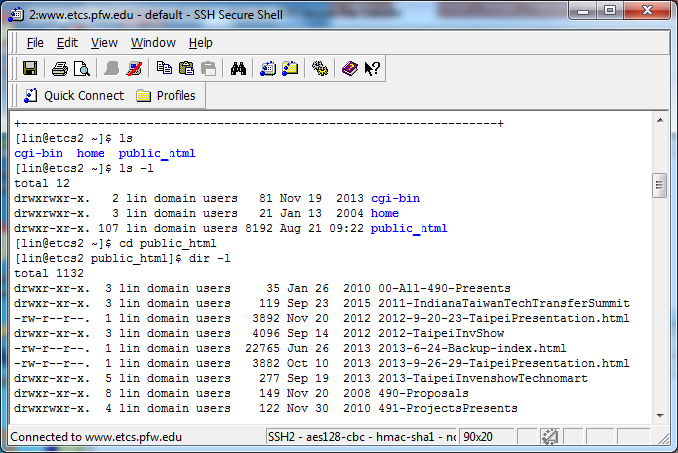 2:www.etcs.pfw.edu - default - SSH Secure Shell
File Edit View Window Help
Quick Connect Profiles
+--------------------------------------------------------------------+
[lin@etcs2 ~]$ ls
cgi-bin  home  public_html
[lin@etcs2 ~]$ ls -l
total 12
drwxrwxr-x.   2 lin domain users   81 Nov 19  2013 cgi-bin
drwxrwxr-x.   3 lin domain users   21 Jan 13  2004 home
drwxr-xr-x. 107 lin domain users 8192 Aug 21 09:22 public_html
[lin@etcs2 ~]$ cd public_html
[lin@etcs2 public_html]$ dir -l
total 1132
drwxr-xr-x.  3 lin domain users     35 Jan 26  2010 00-All-490-Presents
drwxr-xr-x.  3 lin domain users    119 Sep 23  2015 2011-IndianaTaiwanTechTransferSummit
-rw-r--r--.  1 lin domain users   3892 Nov 20  2012 2012-9-20-23-TaipeiPresentation.html
drwxr-xr-x.  3 lin domain users   4096 Sep 14  2012 2012-TaipeiInvShow
-rw-r--r--.  1 lin domain users  22765 Jun 26  2013 2013-6-24-Backup-index.html
-rw-r--r--.  1 lin domain users   3882 Oct 10  2013 2013-9-26-29-TaipeiPresentation.html
drwxr-xr-x.  5 lin domain users    277 Sep 19  2013 2013-TaipeiInvenshowTechnomart
drwxr-xr-x.  8 lin domain users    149 Nov 20  2008 490-Proposals
drwxrwxr-x.  4 lin domain users    122 Nov 30  2010 491-ProjectsPresents
Connected to www.etcs.pfw.edu SSH2 - aes128-cbc - hmac-sha1 - nc 90x20